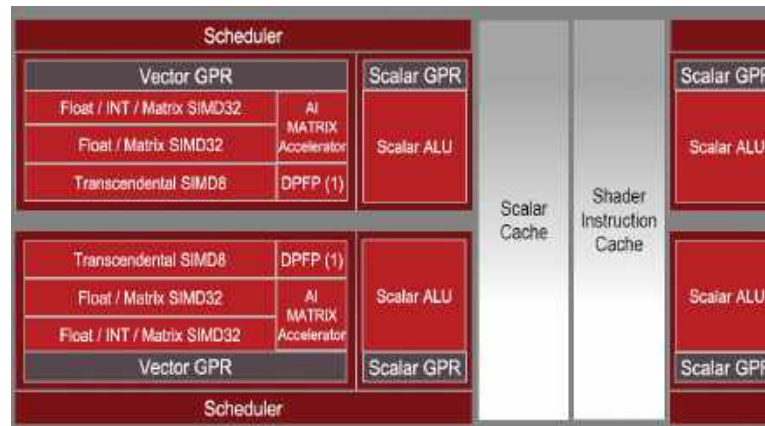 Scheduler
Vector GPR
Scalar GPR
Scalar GPR
Float / INT / Matrix SIMD32
AI
MATRIX
Accelerator
Float / Matrix SIMD32
Scalar ALU
Scalar ALU
Transcendental SIMD8
DPFP (1)
Scalar
Cache
Shader
Instruction
Cache
Transcendental SIMD8
DPFP (1)
Float / Matrix SIMD32
AI
MATRIX
Accelerator
Scalar ALU
Scalar ALU
Float / INT / Matrix SIMD32
Vector GPR
Scalar GPR
Scalar GPR
Scheduler